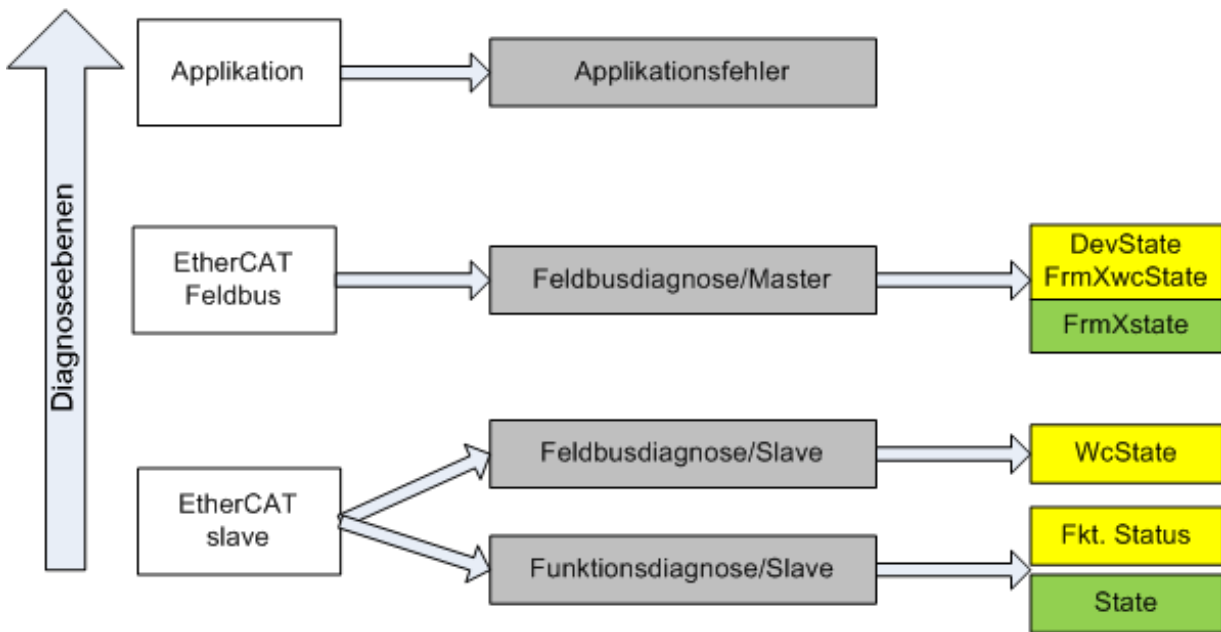 Diagnoseebenen
Applikation
Applikationsfehler
EtherCAT
Feldbus
Feldbusdiagnose/Master
DevState
FrmXwcState
FrmXstate
EtherCAT
slave
Feldbusdiagnose/Slave
WcState
Funktionsdiagnose/Slave
Fkt. Status
State